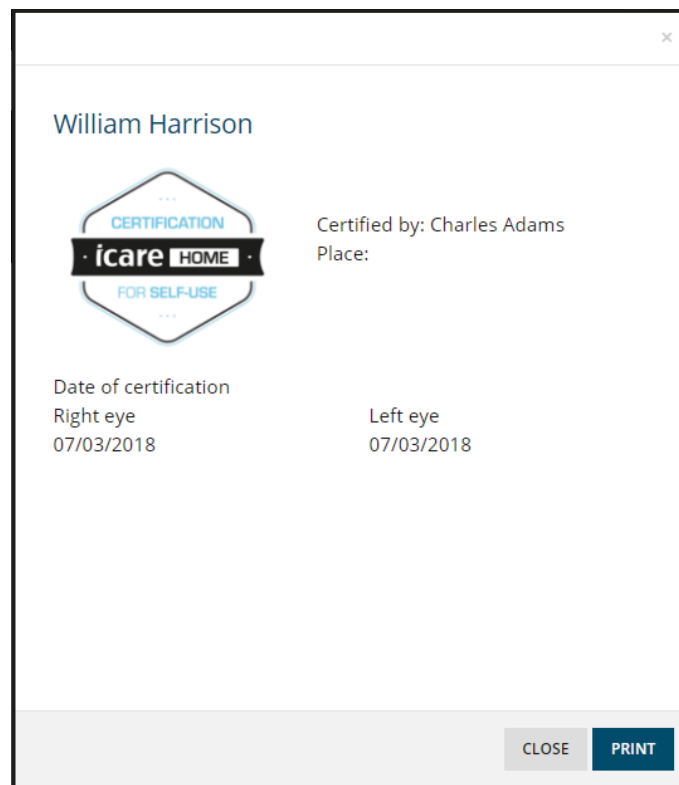 ×
William Harrison
CERTIFICATION
· icare HOME ·
FOR SELF-USE
Certified by: Charles Adams
Place:
Date of certification
Right eye
Left eye
07/03/2018
07/03/2018
CLOSE
PRINT